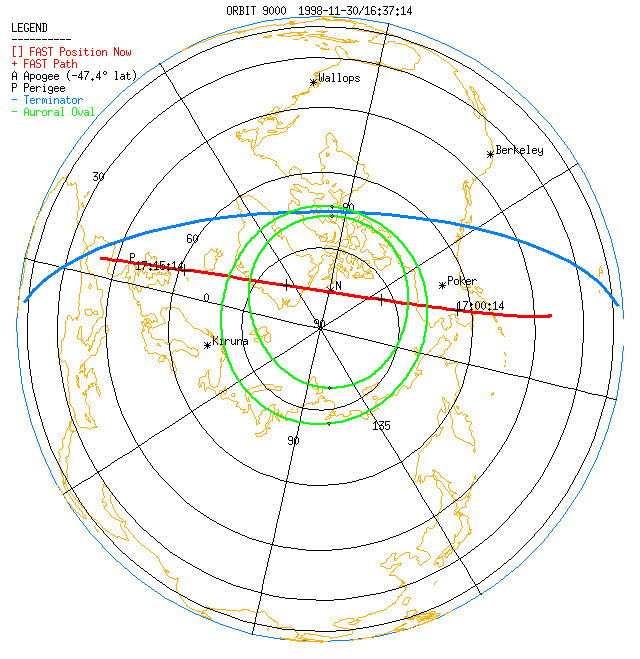 ORBIT 9000 1998-11-30/16:37:14
LEGEND
----------
[] FAST Position Now
+ FAST Path
A Apogee (-47.4° lat)
P Perigee
- Terminator
- Auroral Oval
Wallops
Berkeley
30
90
60
P
17:15:14
Poker
N
0
17:00:14
90
Kiruna
135
90